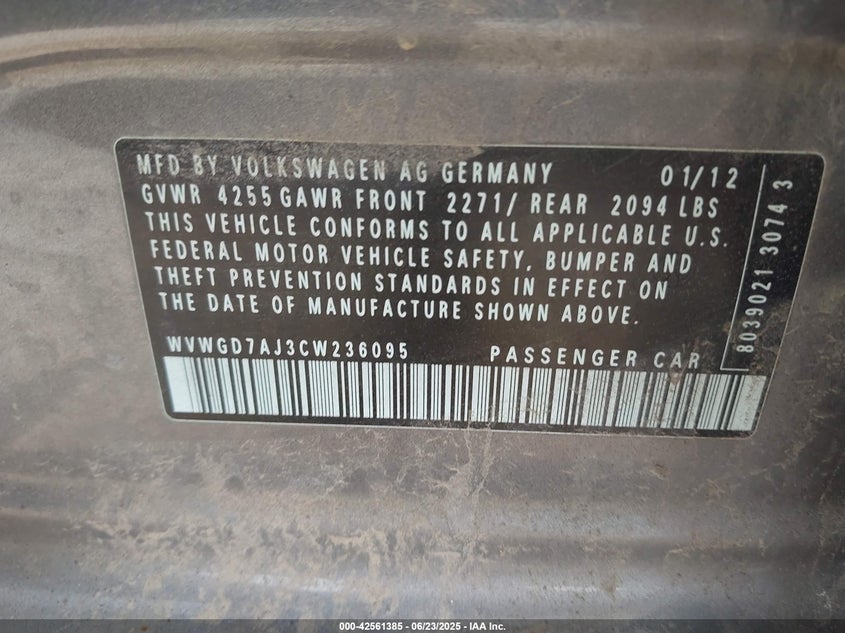 MFD BY VOLKSWAGEN AG GERMANY 01/12
GVWR 4255 GAWR FRONT 2271/ REAR 2094 LBS
THIS VEHICLE CONFORMS TO ALL APPLICABLE U.S.
FEDERAL MOTOR VEHICLE SAFETY, BUMPER AND
THEFT PREVENTION STANDARDS IN EFFECT ON
THE DATE OF MANUFACTURE SHOWN ABOVE.
WVWGD7AJ3CW236095 PASSENGER CAR
8039021 30743
000-42561385 / 06/23/2025 - IAA Inc.